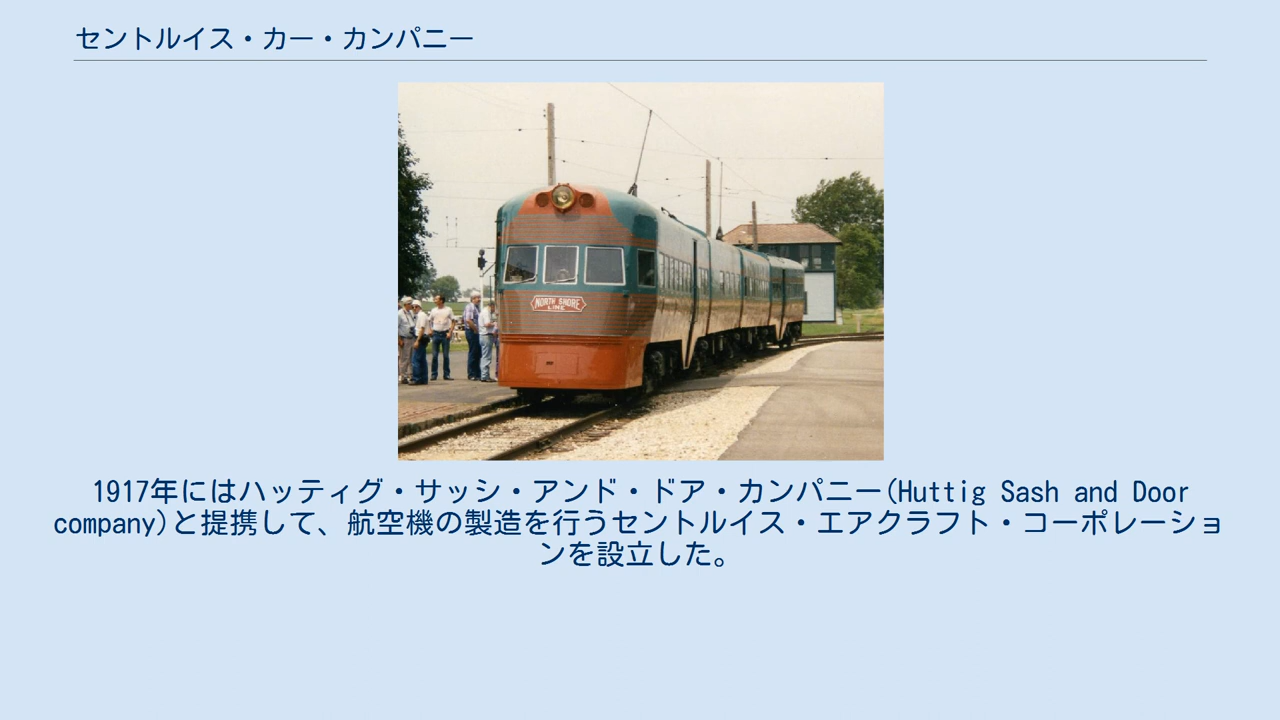 セントルイス・カー・カンパニー
NORTH SHORE
LINE
1917年にはハッティグ・サッシ・アンド・ドア・カンパニー(Huttig Sash and Door
company)と提携して、航空機の製造を行うセントルイス・エアクラフト・コーポレーショ
ンを設立した。